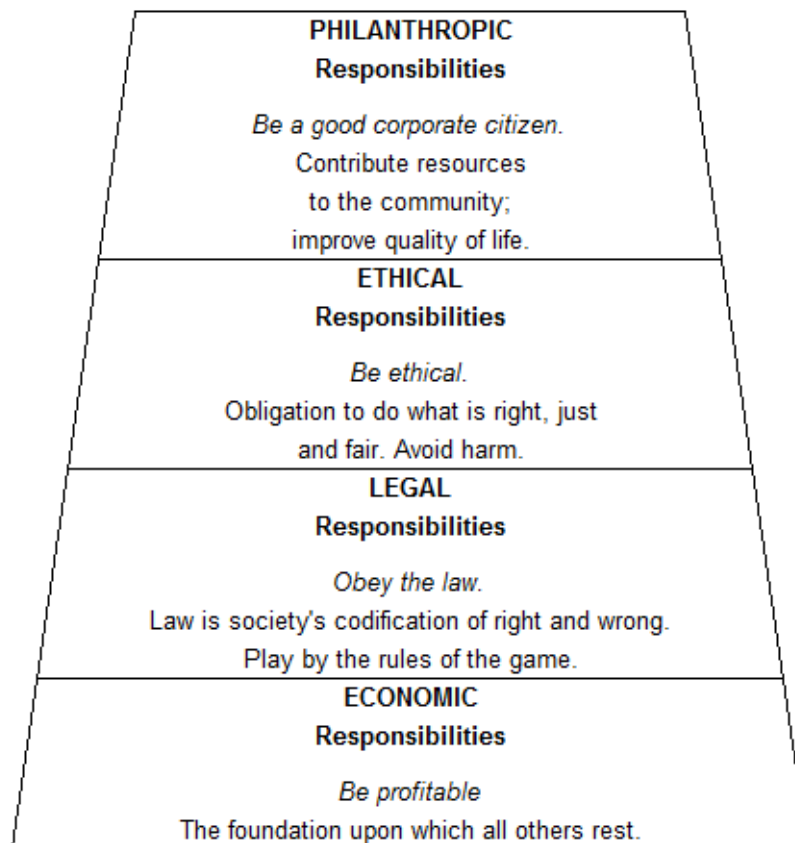 PHILANTHROPIC
Responsibilities
Be a good corporate citizen.
Contribute resources
to the community;
improve quality of life.
ETHICAL
Responsibilities
Be ethical.
Obligation to do what is right, just
and fair. Avoid harm.
LEGAL
Responsibilities
Obey the law.
Law is society's codification of right and wrong.
Play by the rules of the game.
ECONOMIC
Responsibilities
Be profitable
The foundation upon which all others rest.